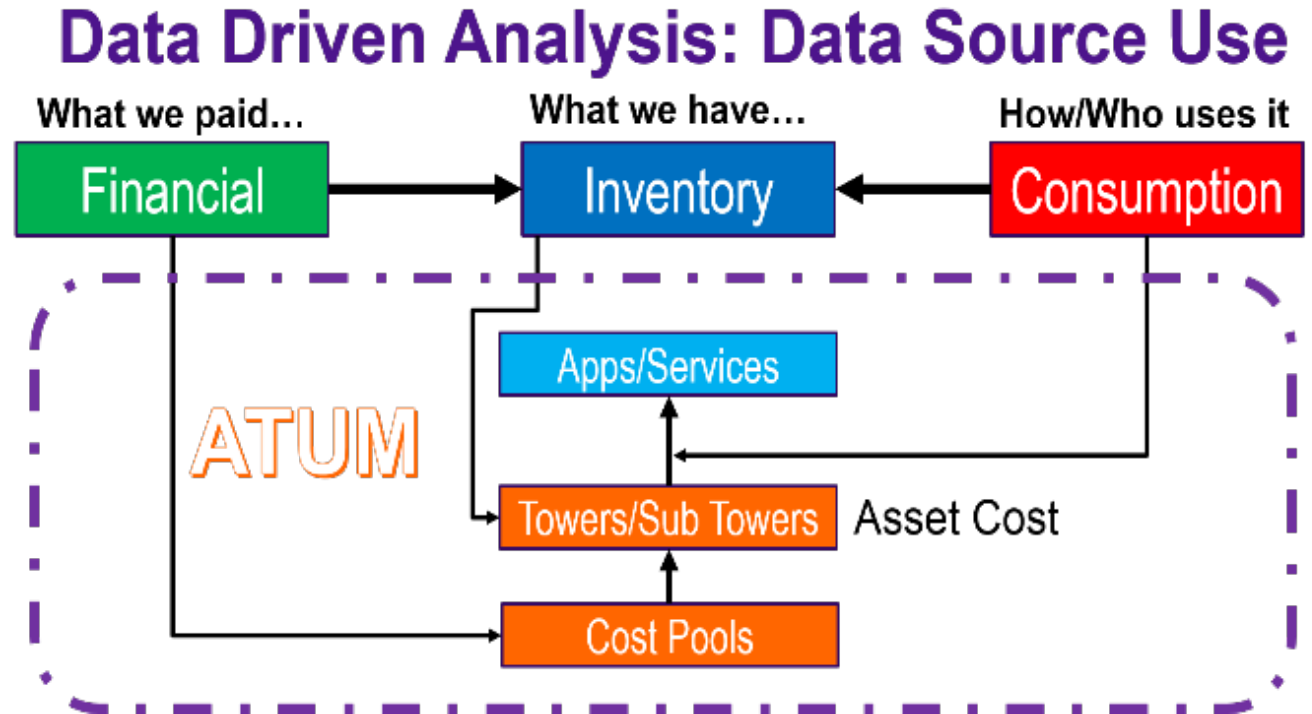 Data Driven Analysis: Data Source Use
What we paid...
What we have...
How/Who uses it
Financial
Inventory
Consumption
Apps/Services
ATUM
Towers/Sub Towers
Asset Cost
Cost Pools